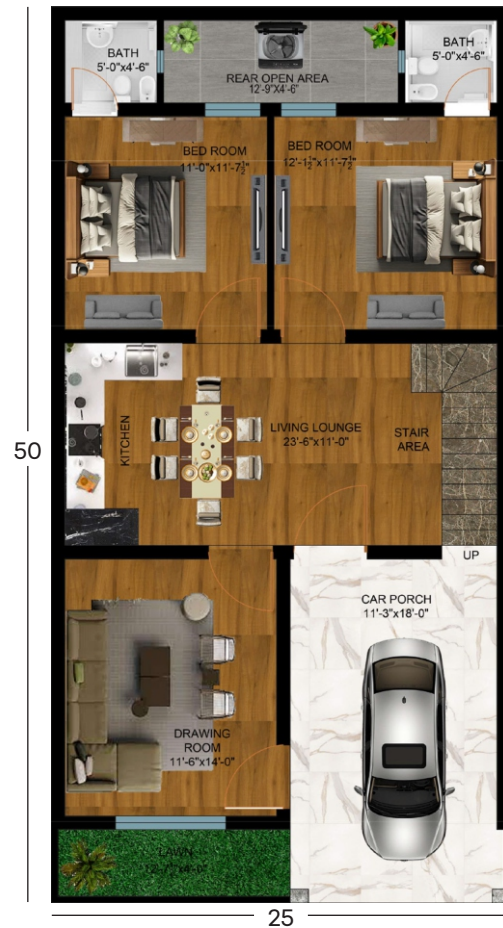 BATH
5'-0"x4'-6"
REAR OPEN AREA
12'-9"X4'-6"
BATH
5'-0"x4'-6"
BED ROOM
11'-0"x11'-7½"
BED ROOM
12'-1½"x11'-7½"
50
KITCHEN
LIVING LOUNGE
23'-6"x11'-0"
STAIR
AREA
UP
CAR PORCH
11'-3"x18'-0"
DRAWING
ROOM
11'-6"x14'-0"
LAWN
25